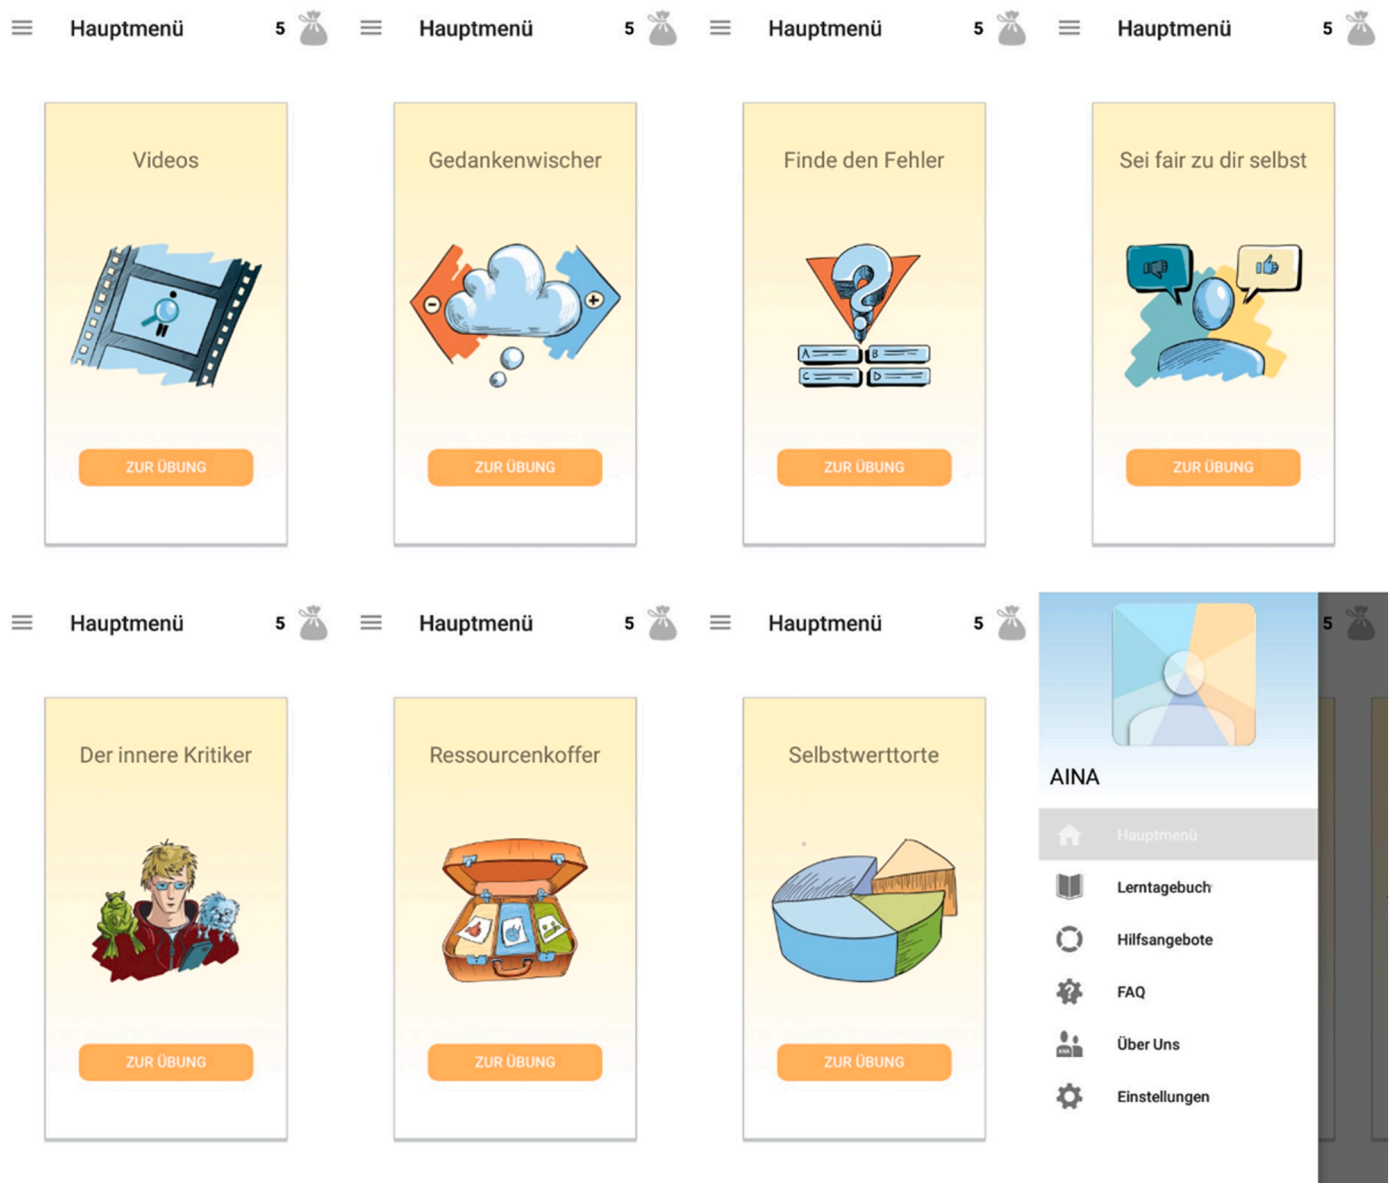 Hauptmenü 5
Videos
ZUR ÜBUNG
Hauptmenü 5
Gedankenwischer
- +
ZUR ÜBUNG
Hauptmenü 5
Finde den Fehler
?
A B
C D
ZUR ÜBUNG
Hauptmenü 5
Sei fair zu dir selbst
ZUR ÜBUNG
Hauptmenü 5
Der innere Kritiker
ZUR ÜBUNG
Hauptmenü 5
Ressourcenkoffer
ZUR ÜBUNG
Hauptmenü 5
Selbstwerttorte
ZUR ÜBUNG
5
AINA
Hauptmenü
Lerntagebuch
Hilfsangebote
FAQ
Über Uns
Einstellungen